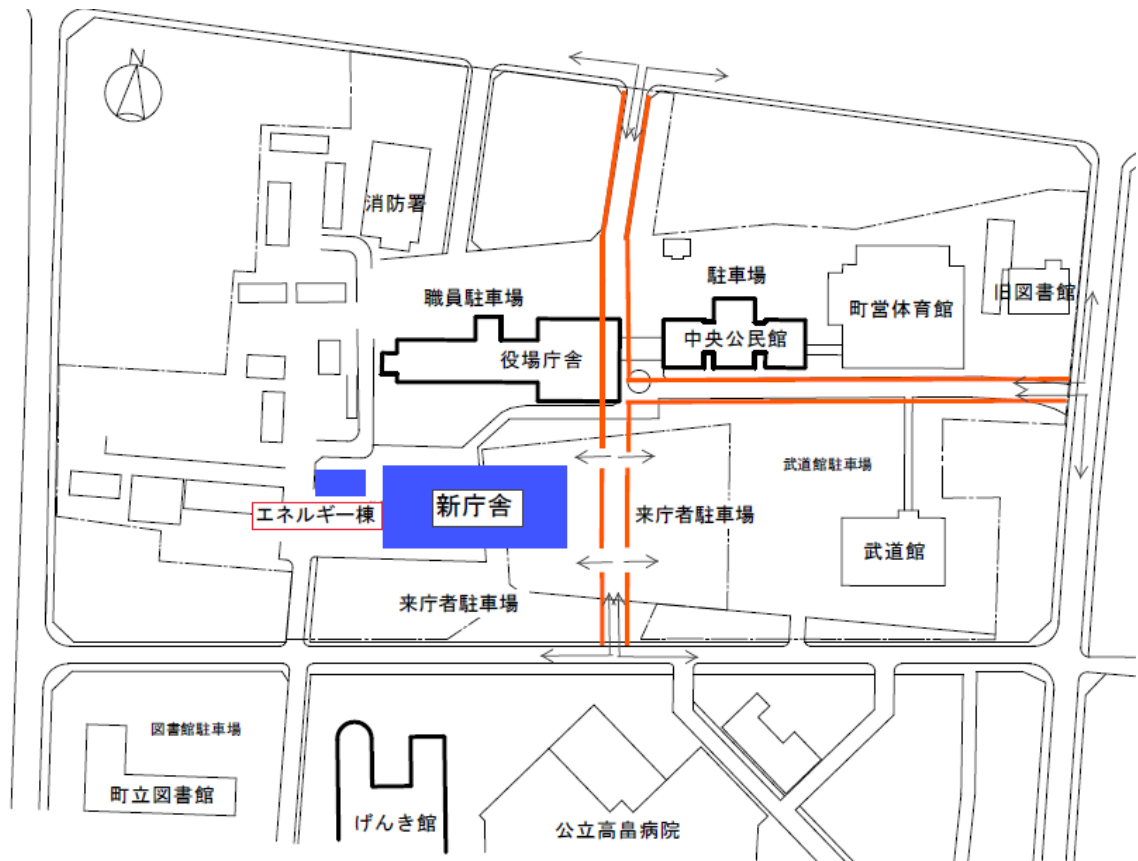 N
消防署
駐車場
職員駐車場
町営体育館
旧図書館
役場庁舎
中央公民館
武道館駐車場
新庁舎
エネルギー棟
来庁者駐車場
武道館
来庁者駐車場
図書館駐車場
町立図書館
げんき館
公立高畠病院